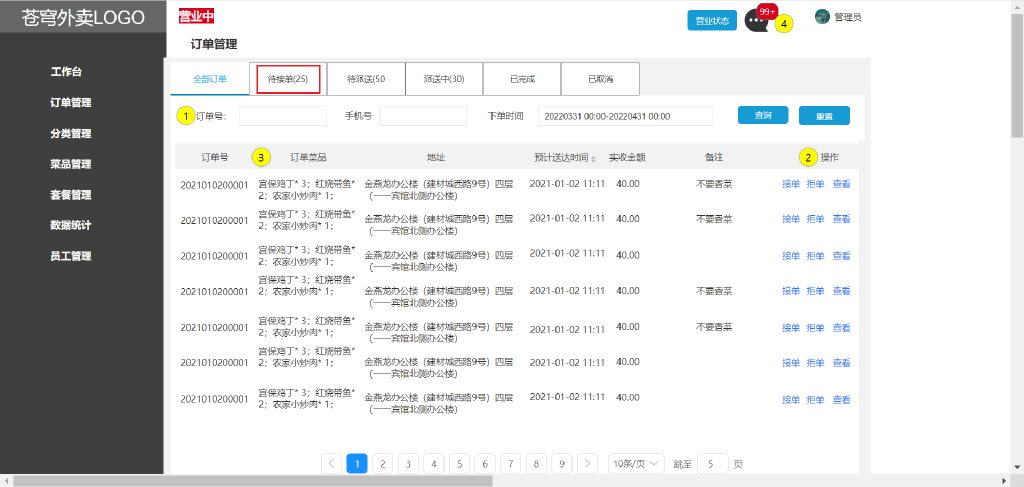 苍穹外卖LOGO
营业中
营业状态
99+
4
管理员
订单管理
工作台
订单管理
分类管理
菜品管理
套餐管理
数据统计
员工管理
全部订单
待接单(25)
待派送(50
派送中(30)
已完成
已取消
1
订单号：
手机号
下单时间
20220331 00:00-20220431 00:00
查询
重置
订单号 3 订单菜品 地址 预计送达时间 实收金额 备注 2 操作
2021010200001 宫保鸡丁* 3；红烧带鱼* 金燕龙办公楼（建材城西路9号）四层 2021-01-02 11:11 40.00 不要香菜 接单 拒单 查看
2；农家小炒肉* 1； （一一宾馆北侧办公楼)
2021010200001 宫保鸡丁* 3；红烧带鱼* 金燕龙办公楼（建材城西路9号）四层 2021-01-02 11:11 40.00 不要香菜 接单 拒单 查看
2；农家小炒肉* 1； （一一宾馆北侧办公楼)
2021010200001 宫保鸡丁* 3；红烧带鱼* 金燕龙办公楼（建材城西路9号）四层 2021-01-02 11:11 40.00 接单 拒单 查看
2；农家小炒肉* 1； （一一宾馆北侧办公楼)
2021010200001 宫保鸡丁* 3；红烧带鱼* 金燕龙办公楼（建材城西路9号）四层 2021-01-02 11:11 40.00 不要香菜 接单 拒单 查看
2；农家小炒肉* 1； （一一宾馆北侧办公楼)
2021010200001 宫保鸡丁* 3；红烧带鱼* 金燕龙办公楼（建材城西路9号）四层 2021-01-02 11:11 40.00 不要香菜 接单 拒单 查看
2；农家小炒肉* 1； （一一宾馆北侧办公楼)
2021010200001 宫保鸡丁* 3；红烧带鱼* 金燕龙办公楼（建材城西路9号）四层 2021-01-02 11:11 40.00 接单 拒单 查看
2；农家小炒肉* 1； （一一宾馆北侧办公楼)
2021010200001 宫保鸡丁* 3；红烧带鱼* 金燕龙办公楼（建材城西路9号）四层 2021-01-02 11:11 40.00 接单 拒单 查看
2；农家小炒肉* 1； （一一宾馆北侧办公楼)
1 2 3 4 5 6 7 8 9 10条/页 跳至 5 页